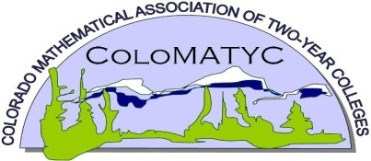 COLORADO MATHEMATICAL ASSOCIATION OF TWO-YEAR COLLEGES
COLOMATYC